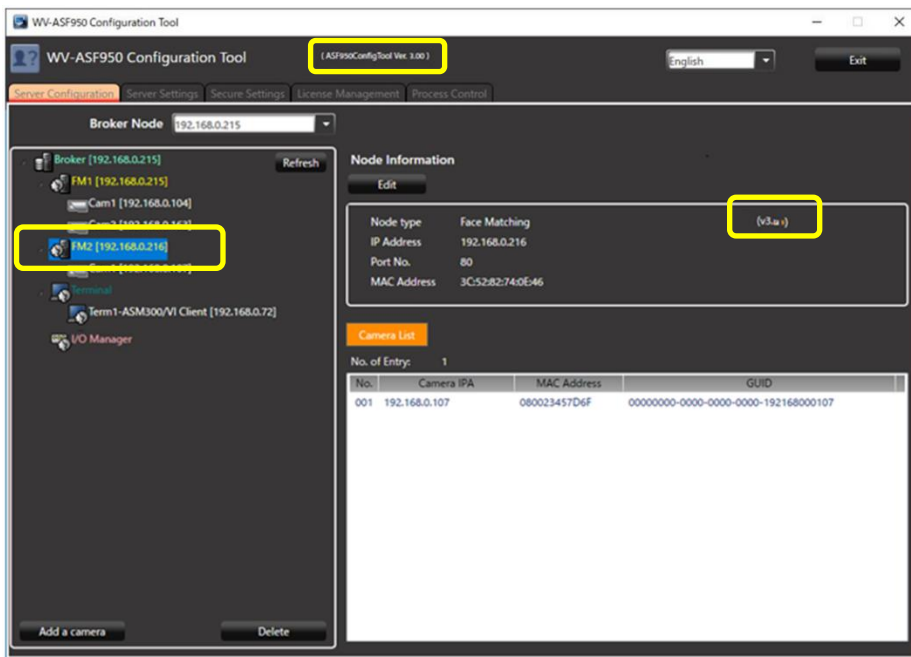 WV-ASF950 Configuration Tool
WV-ASF950 Configuration Tool
( ASF950ConfigTool Ver. 3.00 )
English
Exit
Server Configuration Server Settings Secure Settings License Management Process Control
Broker Node 192.168.0.215
Broker [192.168.0.215]
Refresh
FM1 [192.168.0.215]
Cam1 [192.168.0.104]
FM2 [192.168.0.216]
Terminal
Term1-ASM300/VI Client [192.168.0.72]
I/O Manager
Add a camera
Delete
Node Information
Edit
Node type Face Matching
IP Address 192.168.0.216
Port No. 80
MAC Address 3C:52:82:74:0E:46
Camera List
No. of Entry: 1
No. Camera IPA MAC Address GUID
001 192.168.0.107 080023457D6F 00000000-0000-0000-0000-192168000107